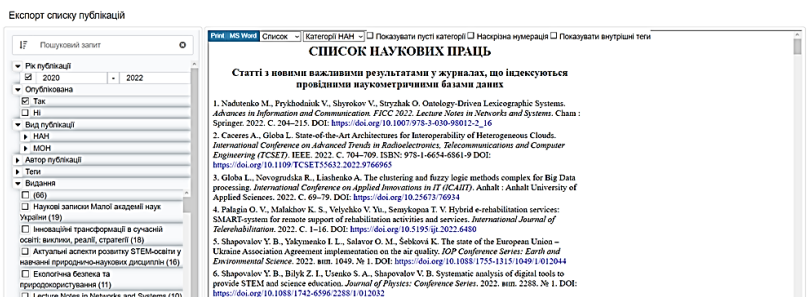 Експорт списку публікацій
Пошуковий запит
Рік публікації
2020 - 2022
Опублікована
Так
Ні
Вид публікації
НАН
МОН
Автор публікації
Теги
Видання
(66)
Наукові записки Малої академії наук
України (19)
Інноваційні трансформації в сучасній
освіті: виклики, реалії, стратегії (18)
Актуальні аспекти розвитку STEM-освіти у
навчанні природничо-наукових дисциплін (16)
Екологічна безпека та
природокористування (11)
Lecture Notes in Networks and Systems (10)
Print MS Word Список Категорії НАН Показувати пусті категорії Наскрізна нумерація Показувати внутрішні теги
СПИСОК НАУКОВИХ ПРАЦЬ
Статті з новими важливими результатами у журналах, що індексуються
провідними наукометричними базами даних
1. Nadutenko M., Prykhodniuk V., Shyrokov V., Stryzhak O. Ontology-Driven Lexicographic Systems.
Advances in Information and Communication. FICC 2022. Lecture Notes in Networks and Systems. Cham :
Springer. 2022. С. 204–215. DOI: https://doi.org/10.1007/978-3-030-98012-2_16
2. Caceres A., Globa L. State-of-the-Art Architectures for Interoperability of Heterogeneous Clouds.
International Conference on Advanced Trends in Radioelectronics, Telecommunications and Computer
Engineering (TCSET). IEEE. 2022. С. 704–709. ISBN: 978-1-6654-6861-9 DOI:
https://doi.org/10.1109/TCSET55632.2022.9766965
3. Globa L., Novogrudska R., Liashenko A. The clustering and fuzzy logic methods complex for Big Data
processing. International Conference on Applied Innovations in IT (ICAIIT). Anhalt : Anhalt University of
Applied Sciences. 2022. С. 69–79. DOI: https://doi.org/10.25673/76934
4. Palagin O. V., Malakhov K. S., Velychko V. Yu., Semykopna T. V. Hybrid e-rehabilitation services:
SMART-system for remote support of rehabilitation activities and services. International Journal of
Telerehabilitation. 2022. С. 1–16. DOI: https://doi.org/10.5195/ijt.2022.6480
5. Shapovalov Y. B., Yakymenko I. L., Salavor O. M., Šebková K. The state of the European Union –
Ukraine Association Agreement implementation on the air quality. IOP Conference Series: Earth and
Environmental Science. 2022. вип. 1049. № 1. DOI: https://doi.org/10.1088/1755-1315/1049/1/012044
6. Shapovalov Y. B., Bilyk Z. I., Usenko S. A., Shapovalov V. B. Systematic analysis of digital tools to
provide STEM and science education. Journal of Physics: Conference Series. 2022. вип. 2288. № 1. DOI:
https://doi.org/10.1088/1742-6596/2288/1/012032